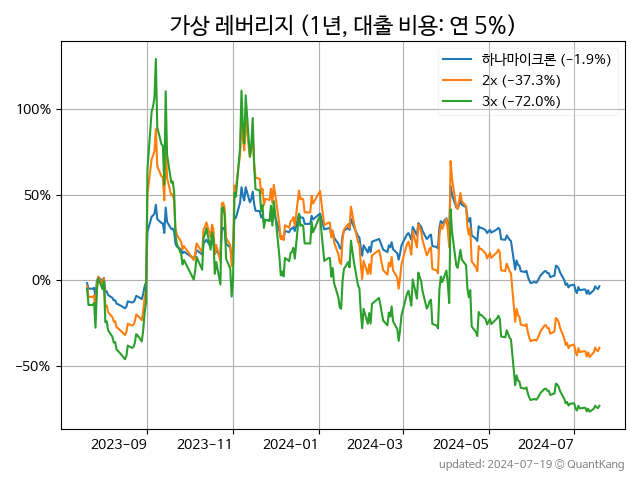 가상 레버리지 (1년, 대출 비용: 연 5%)
하나마이크론 (−1.9%)
2x (−37.3%)
3x (−72.0%)
100%
50%
0%
−50%
2023-09 2023-11 2024-01 2024-03 2024-05 2024-07
updated: 2024-07-19 © QuantKang